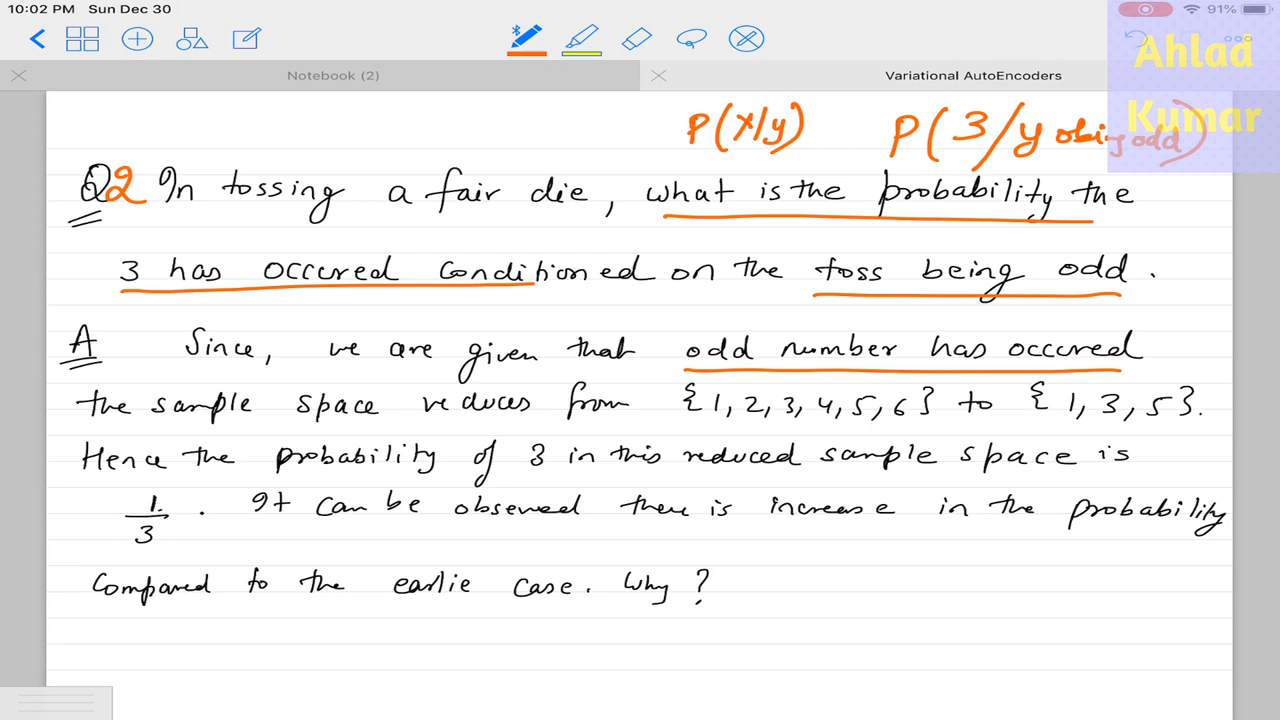 10:02 PM Sun Dec 30
91%
Notebook (2)
Variational AutoEncoders
Ahlad
Kumar
P(x/y) P(3/y being odd)
Q2 In tossing a fair die, what is the probability the
3 has occured conditioned on the toss being odd.
A Since, we are given that odd number has occured
the sample space reduces from {1, 2, 3, 4, 5, 6} to {1, 3, 5}.
Hence the probability of 3 in this reduced sample space is
1/3. It can be observed there is increase in the probability
Compared to the earlie case. Why?